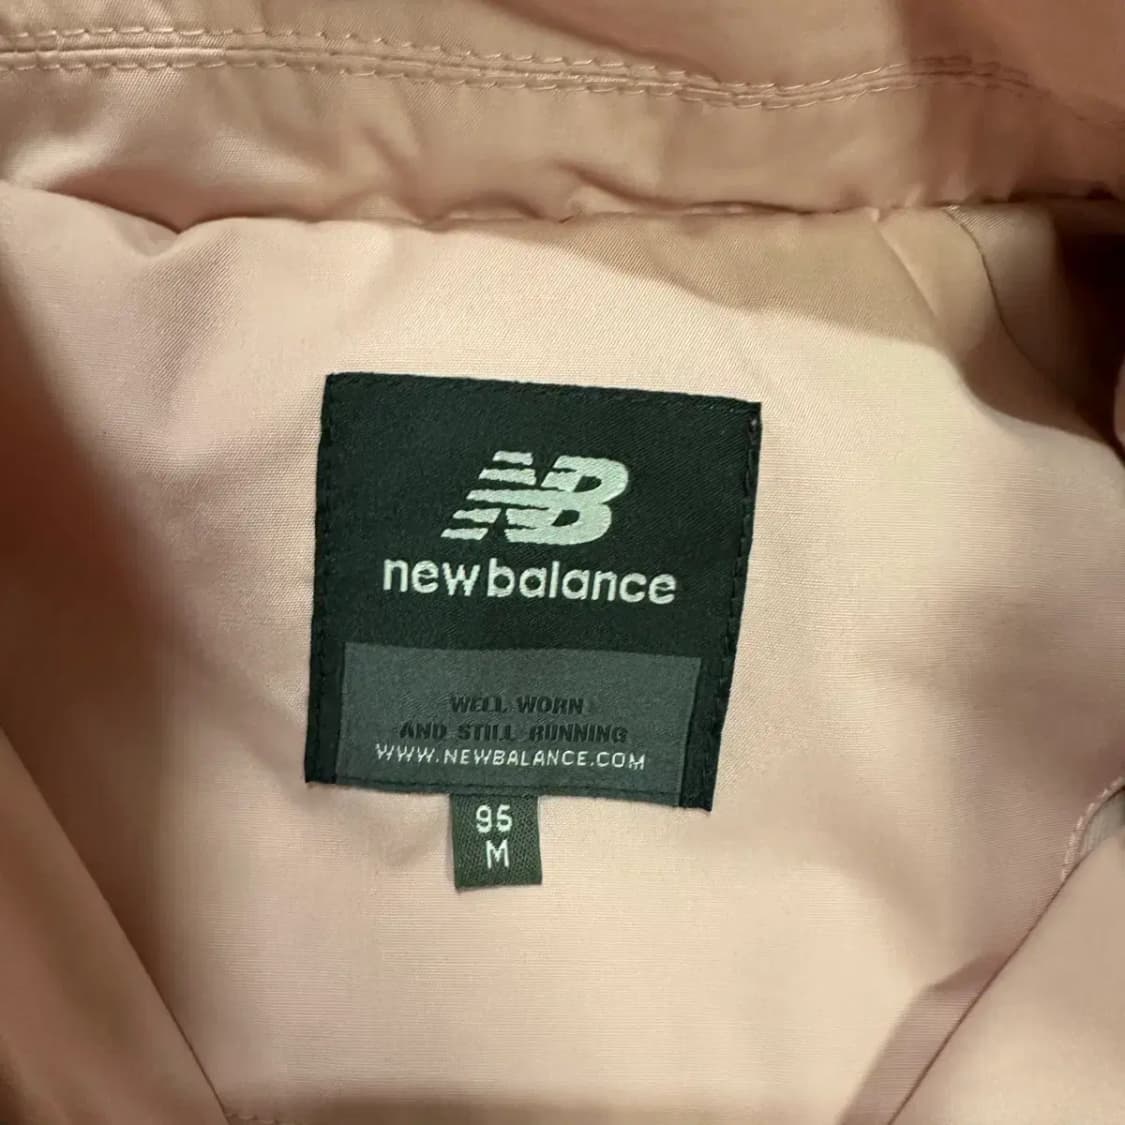 NB
new balance
WELL WORN
AND STILL RUNNING
WWW.NEWBALANCE.COM
95
M